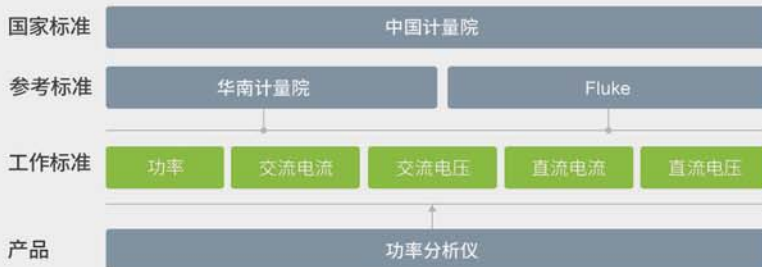 国家标准 中国计量院
参考标准 华南计量院 Fluke
工作标准 功率 交流电流 交流电压 直流电流 直流电压
产品 功率分析仪